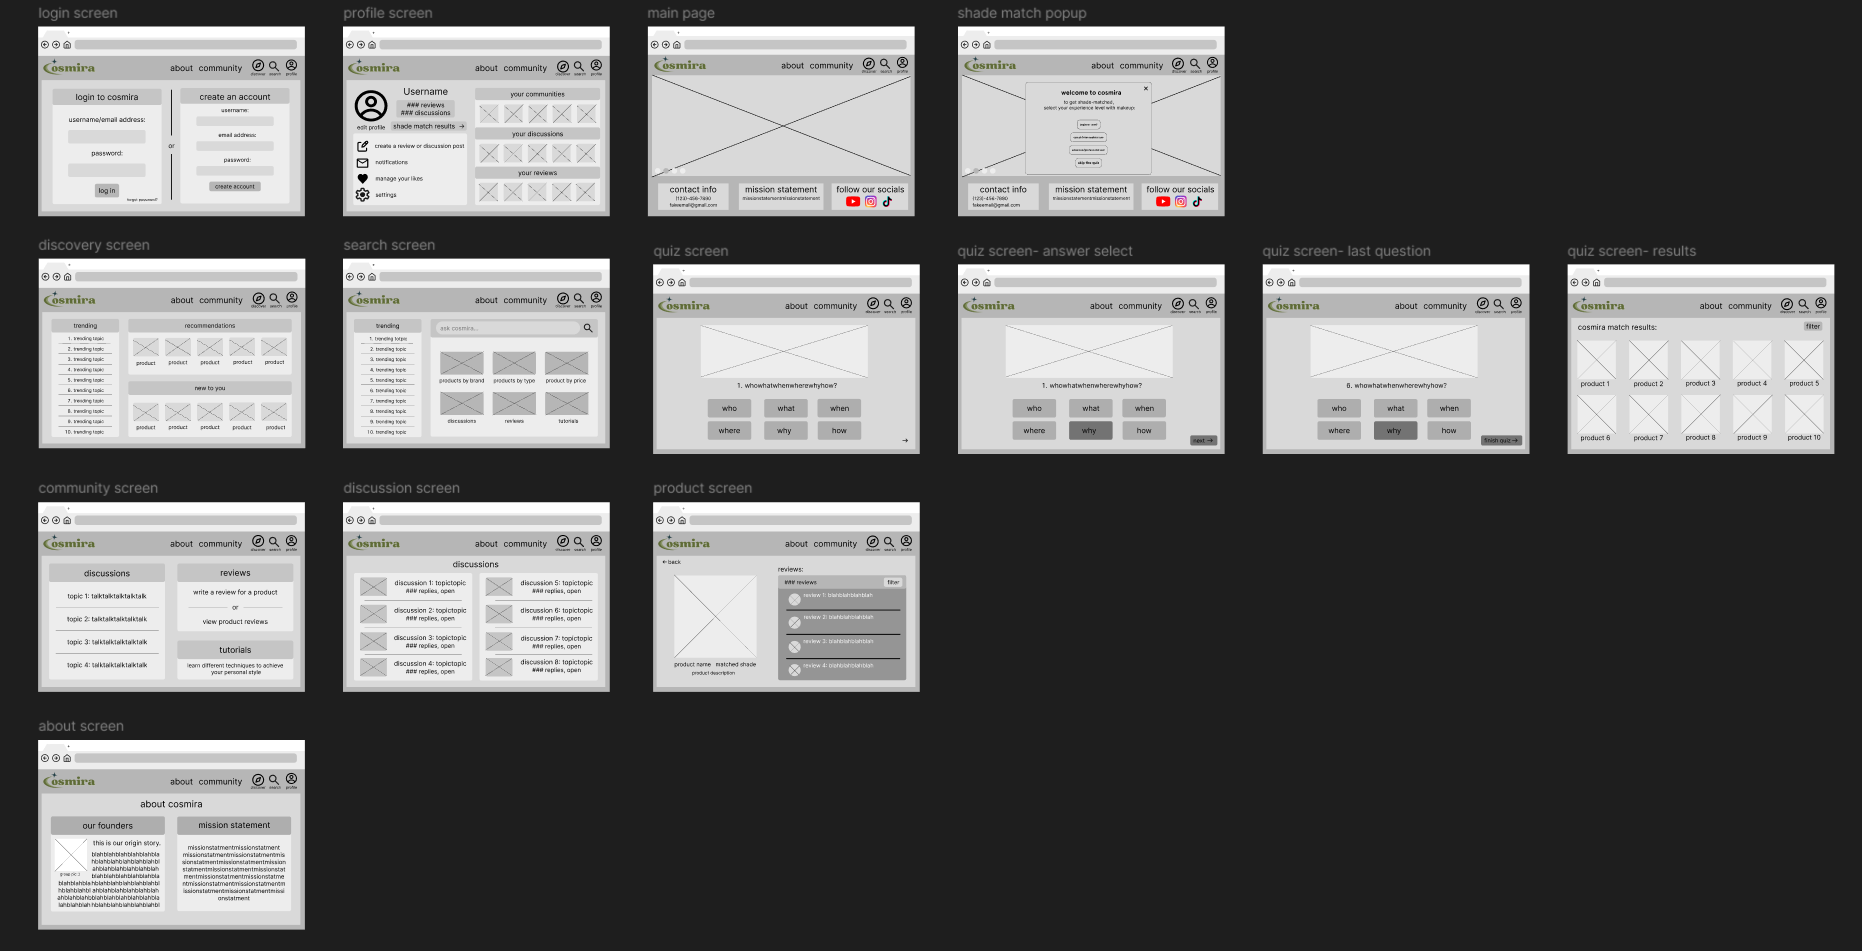 login screen
Cosmira
about community
discover search profile
login to cosmira
username/email address:
password:
log in
forgot password?
or
create an account
username:
email address:
password:
create account
profile screen
Cosmira
about community
discover search profile
Username
### reviews
### discussions
edit profile
shade match results →
create a review or discussion post
notifications
manage your likes
settings
your communities
your discussions
your reviews
main page
Cosmira
about community
discover search profile
contact info
(123)-456-7890
fakeemail@gmail.com
mission statement
missionstatementmissionstatement
follow our socials
shade match popup
Cosmira
about community
discover search profile
welcome to cosmira
to get shade-matched,
select your experience level with makeup:
skip the quiz
contact info
(123)-456-7890
fakeemail@gmail.com
mission statement
missionstatementmissionstatement
follow our socials
discovery screen
Cosmira
about community
discover search profile
trending
1. trending topic
2. trending topic
3. trending topic
4. trending topic
5. trending topic
6. trending topic
7. trending topic
8. trending topic
9. trending topic
10. trending topic
recommendations
product product product product product
new to you
product product product product product
search screen
Cosmira
about community
discover search profile
trending
1. trending topic
2. trending topic
3. trending topic
4. trending topic
5. trending topic
6. trending topic
7. trending topic
8. trending topic
9. trending topic
10. trending topic
ask cosmira...
products by brand products by type product by price
discussions reviews tutorials
quiz screen
Cosmira
about community
discover search profile
1. whowhatwhenwherewhyhow?
who what when
where why how
→
quiz screen- answer select
Cosmira
about community
discover search profile
1. whowhatwhenwherewhyhow?
who what when
where why how
next →
quiz screen- last question
Cosmira
about community
discover search profile
6. whowhatwhenwherewhyhow?
who what when
where why how
finish quiz →
quiz screen- results
Cosmira
about community
discover search profile
cosmira match results:
filter
product 1 product 2 product 3 product 4 product 5
product 6 product 7 product 8 product 9 product 10
community screen
Cosmira
about community
discover search profile
discussions
topic 1: talktalktalktalktalk
topic 2: talktalktalktalktalk
topic 3: talktalktalktalktalk
topic 4: talktalktalktalktalk
reviews
write a review for a product
or
view product reviews
tutorials
learn different techniques to achieve
your personal style
discussion screen
Cosmira
about community
discover search profile
discussions
discussion 1: topictopic
### replies, open
discussion 2: topictopic
### replies, open
discussion 3: topictopic
### replies, open
discussion 4: topictopic
### replies, open
discussion 5: topictopic
### replies, open
discussion 6: topictopic
### replies, open
discussion 7: topictopic
### replies, open
discussion 8: topictopic
### replies, open
product screen
Cosmira
about community
discover search profile
←back
product name matched shade
product description
reviews:
### reviews
filter
review 1: blahblahblahblah
review 2: blahblahblahblah
review 3: blahblahblahblah
review 4: blahblahblahblah
about screen
Cosmira
about community
discover search profile
about cosmira
our founders
this is our origin story.
blahblahblahblahblahbla
hblahblahblahblahblahbl
ahblahblahblahblahblah
blahblahblahblahblahbla
blahblahblahblahblahblahblahbl
hblahblahblahblahblahblahblah
ahblahblahblahblahblahblahbla
lahblahblahblahblahblahblahbl
mission statement
missionstatmentmissionstatment
missionstatmentmissionstatmentmis
sionstatmentmissionstatmentmission
statmentmissionstatmentmissionstat
mentmissionstatmentmissionstatme
ntmissionstatmentmissionstatmentm
issionstatmentmissionstatmentmissi
onstatment